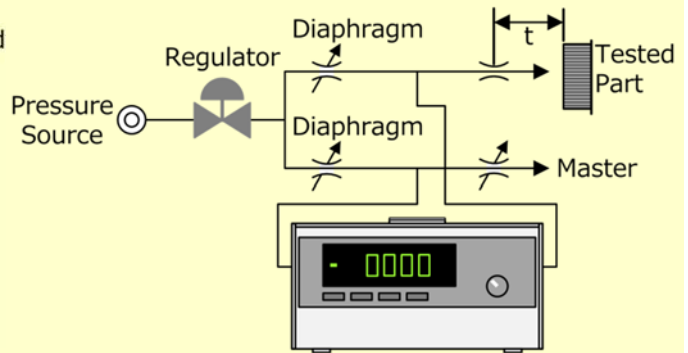 d
Diaphragm
t
Regulator
Tested
Part
Pressure
Source
Diaphragm
Master
- 0000